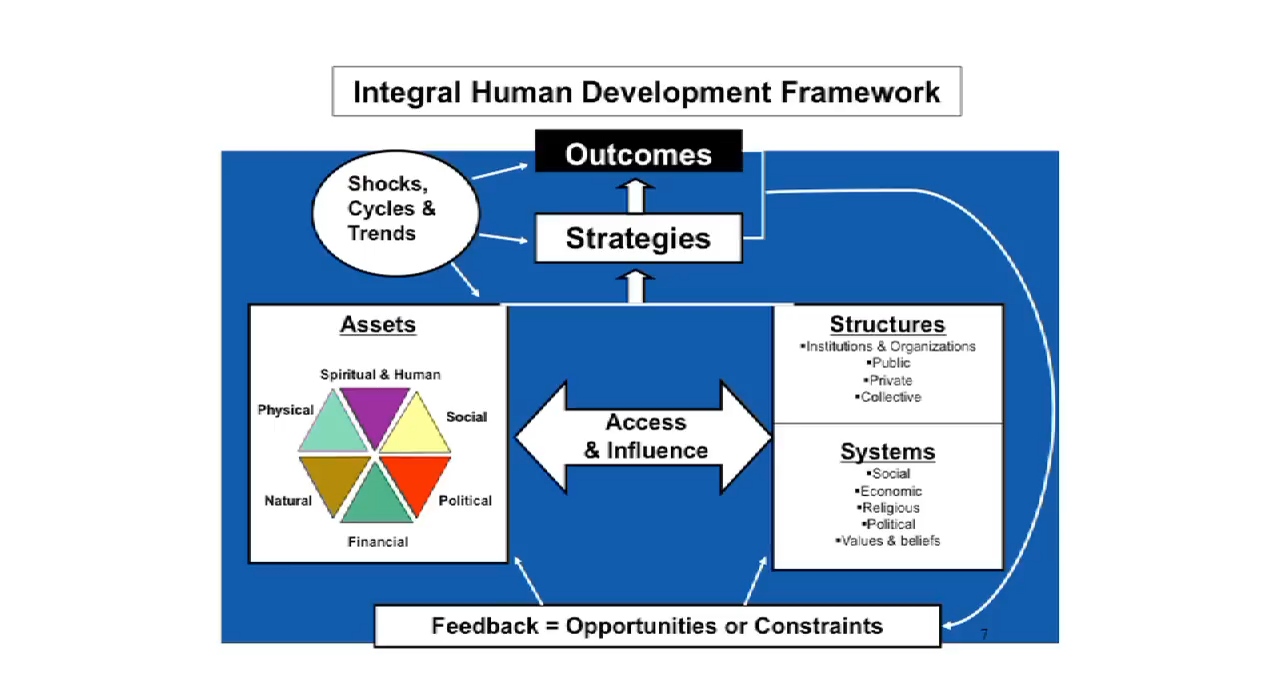 Integral Human Development Framework
Outcomes
Shocks,
Cycles &
Trends
Strategies
Assets
Spiritual & Human
Physical
Social
Natural
Political
Financial
Access
& Influence
Structures
▪Institutions & Organizations
▪Public
▪Private
▪Collective
Systems
▪Social
▪Economic
▪Religious
▪Political
▪Values & beliefs
Feedback = Opportunities or Constraints
7